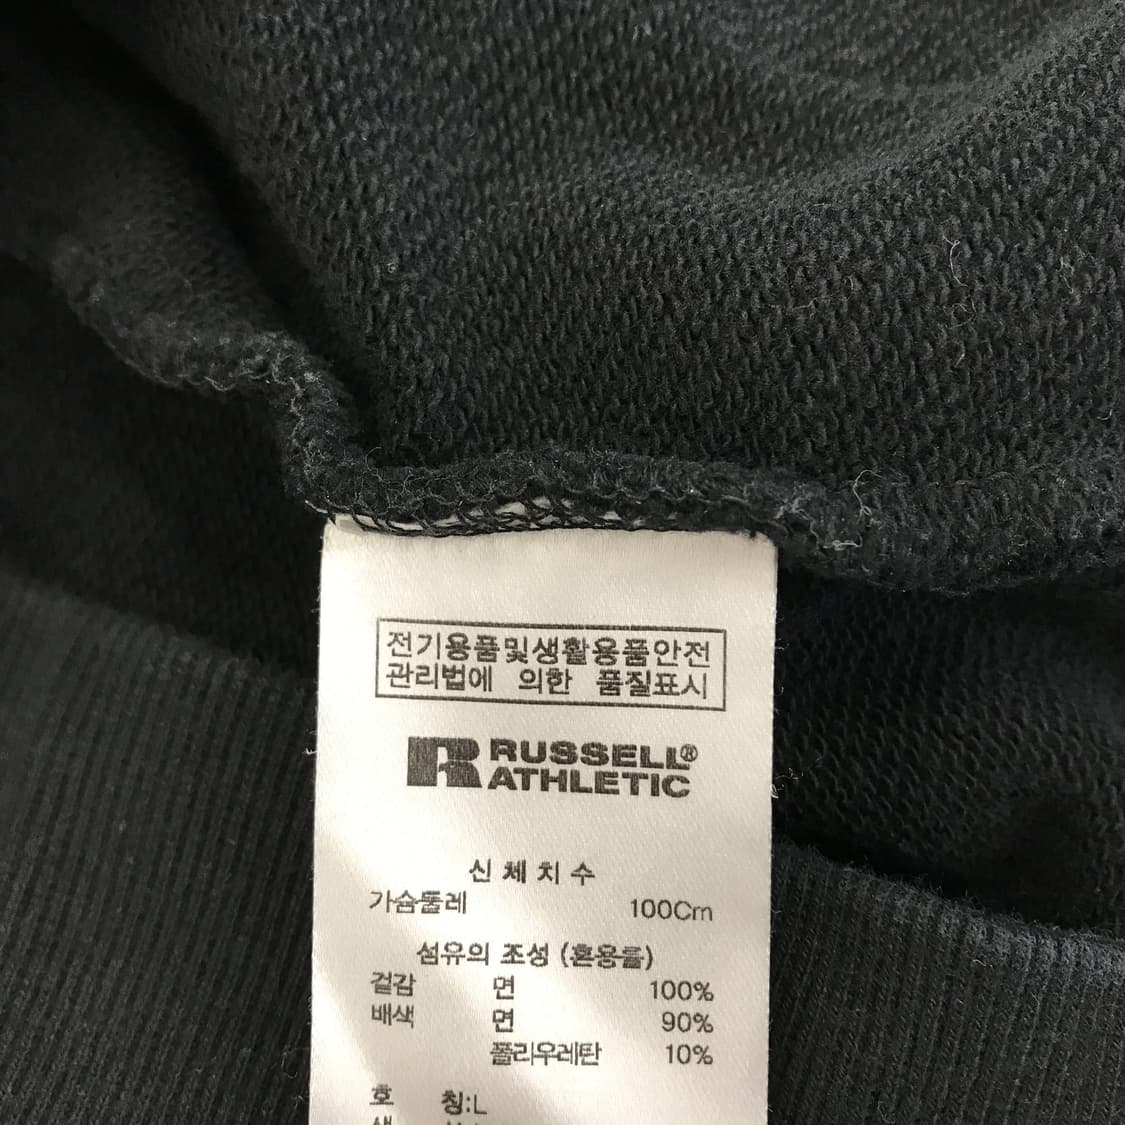 전기용품및생활용품안전
관리법에 의한 품질표시
RUSSELL®
ATHLETIC
신체치수
가슴둘레 100Cm
섬유의 조성 (혼용률)
겉감 면 100%
배색 면 90%
폴리우레탄 10%
호 칭:L